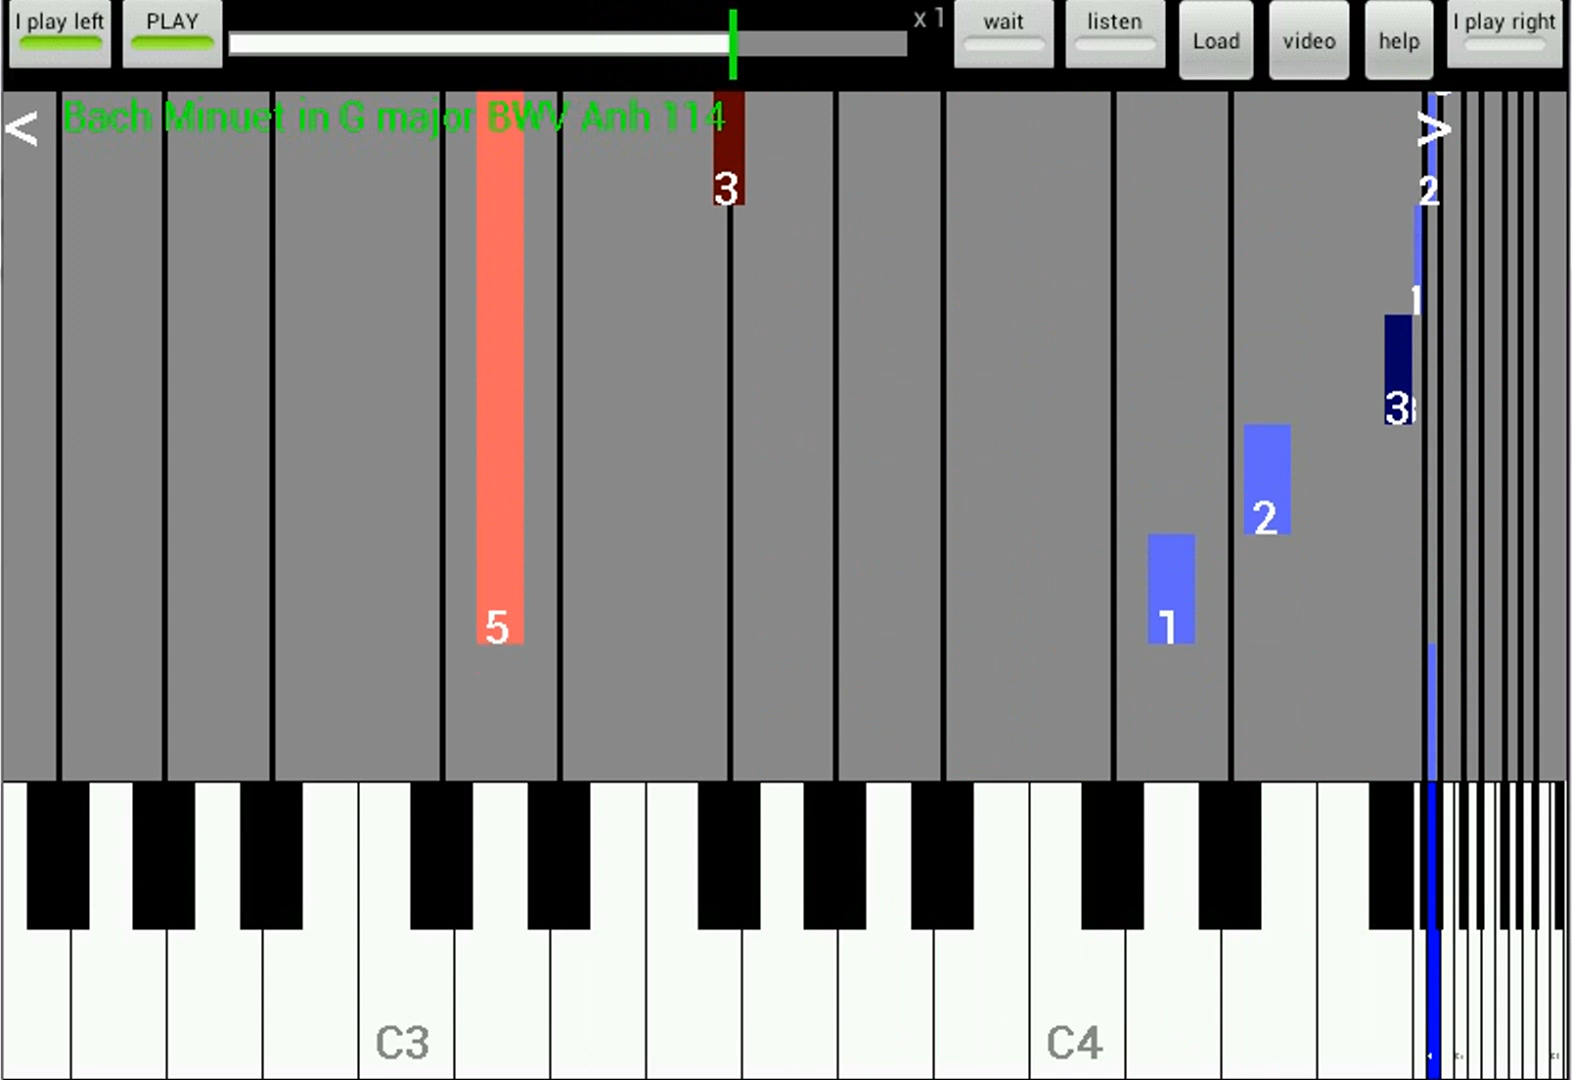 I play left PLAY x 1 wait listen Load video help I play right
< Bach Minuet in G major BWV Anh 114 >
3 2
1
3
2
5 1
C3 C4